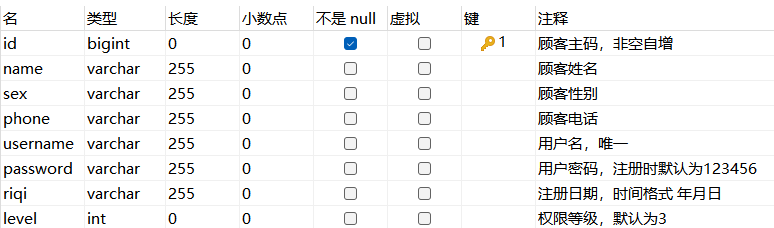 名 类型 长度 小数点 不是 null 虚拟 键 注释
id bigint 0 0 1 顾客主码，非空自增
name varchar 255 0 顾客姓名
sex varchar 255 0 顾客性别
phone varchar 255 0 顾客电话
username varchar 255 0 用户名，唯一
password varchar 255 0 用户密码，注册时默认为123456
riqi varchar 255 0 注册日期，时间格式 年月日
level int 0 0 权限等级，默认为3